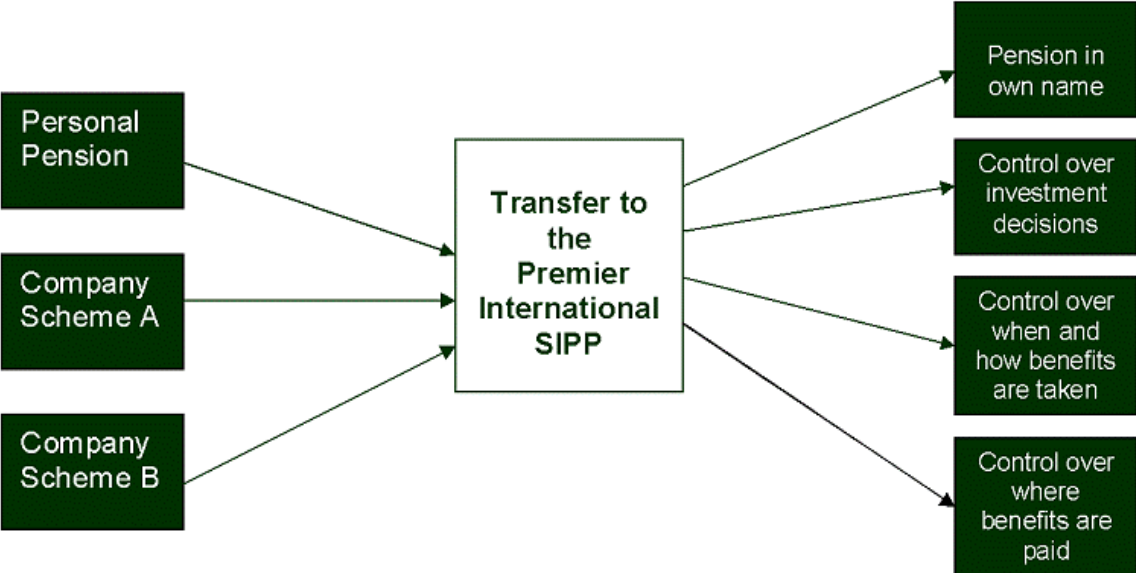 Personal
Pension
Company
Scheme A
Company
Scheme B
Transfer to
the
Premier
International
SIPP
Pension in
own name
Control over
investment
decisions
Control over
when and
how benefits
are taken
Control over
where
benefits are
paid